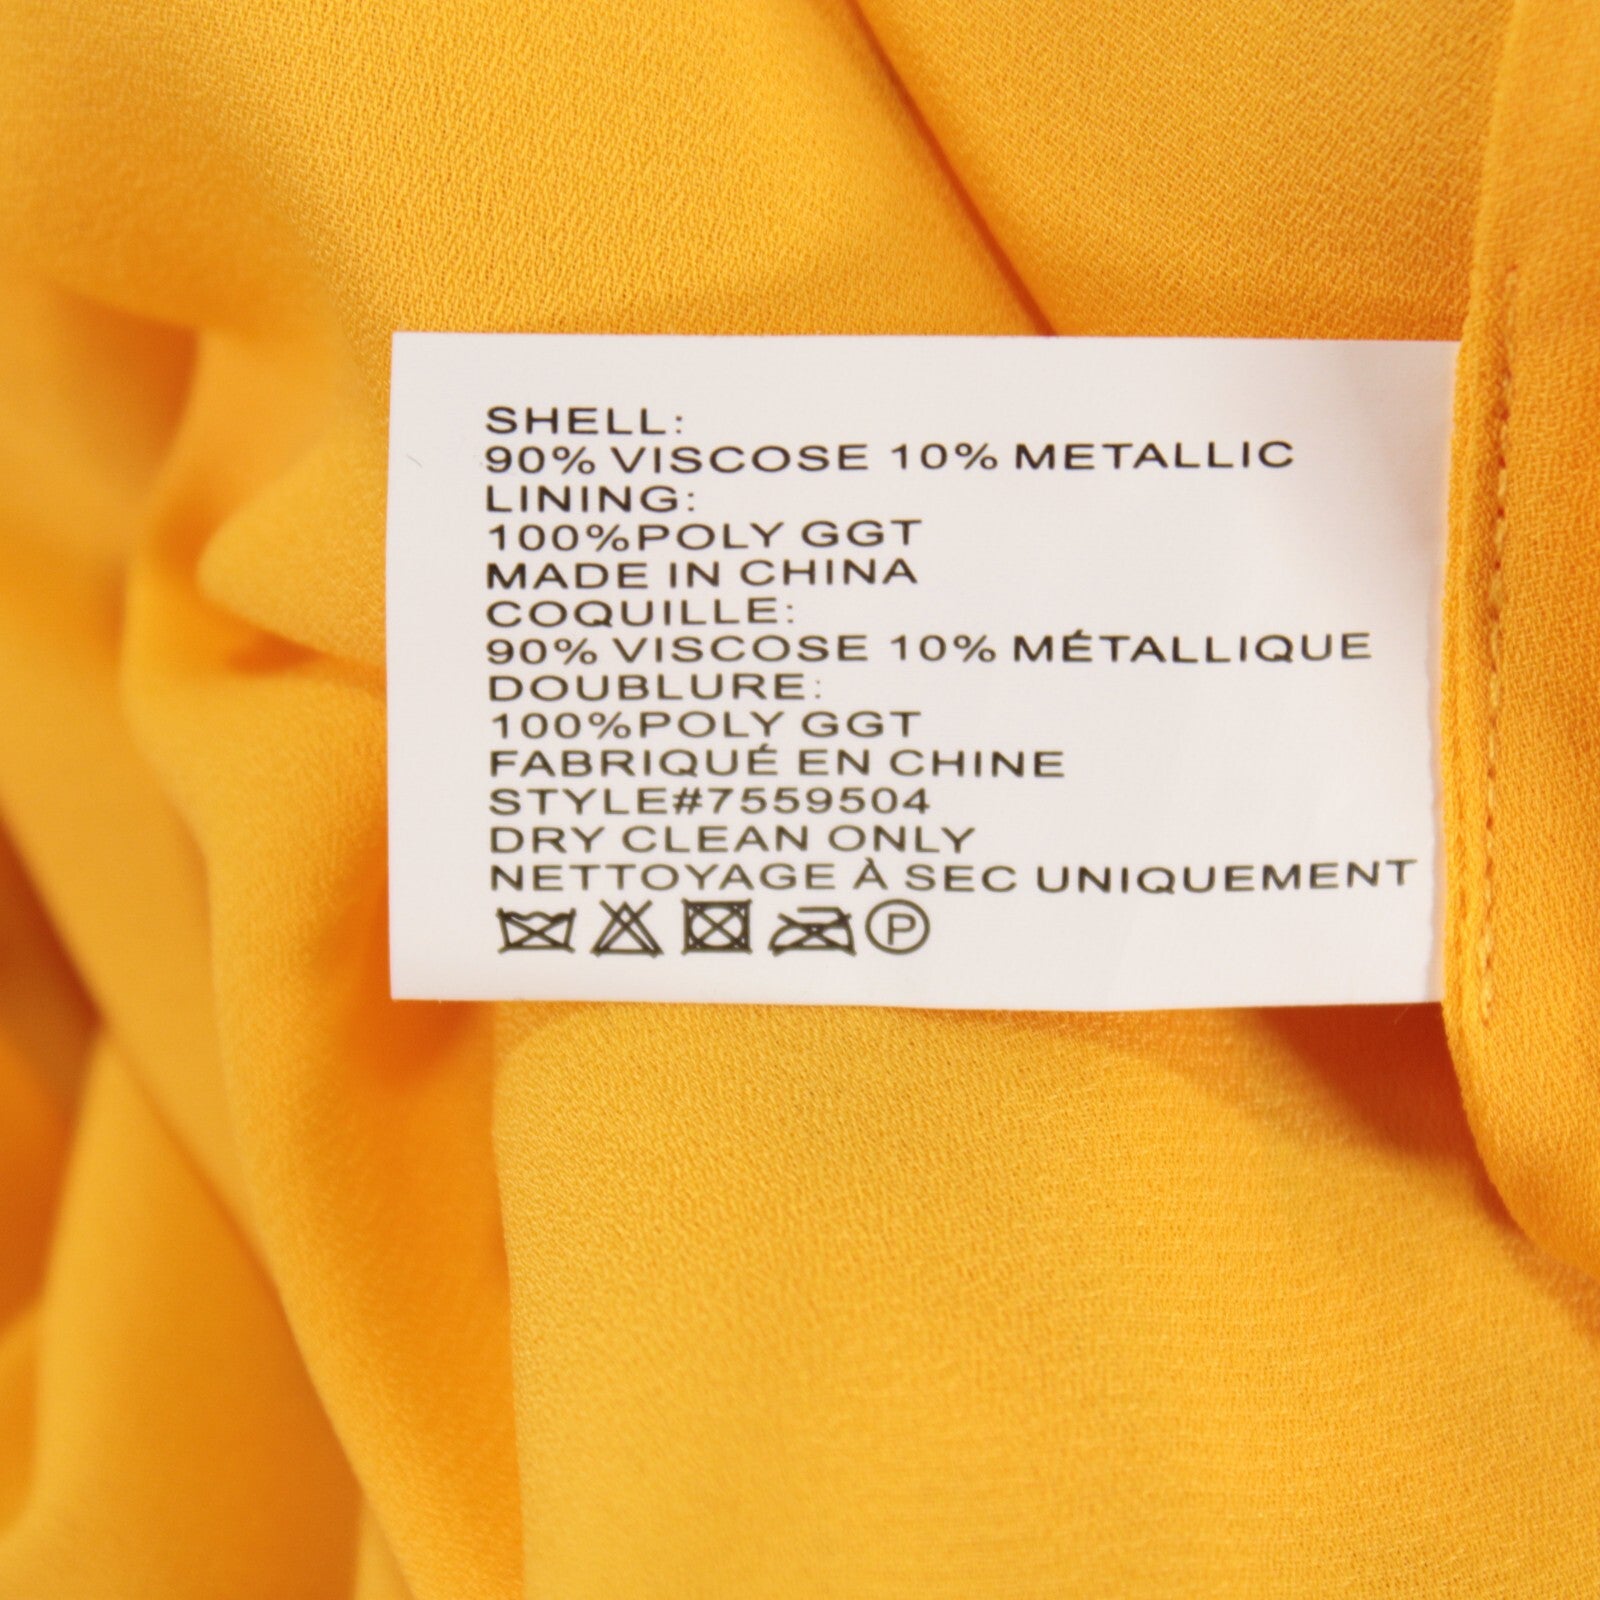 SHELL:
90% VISCOSE 10% METALLIC
LINING:
100%POLY GGT
MADE IN CHINA
COQUILLE:
90% VISCOSE 10% MÉTALLIQUE
DOUBLURE:
100%POLY GGT
FABRIQUÉ EN CHINE
STYLE#7559504
DRY CLEAN ONLY
NETTOYAGE À SEC UNIQUEMENT
P